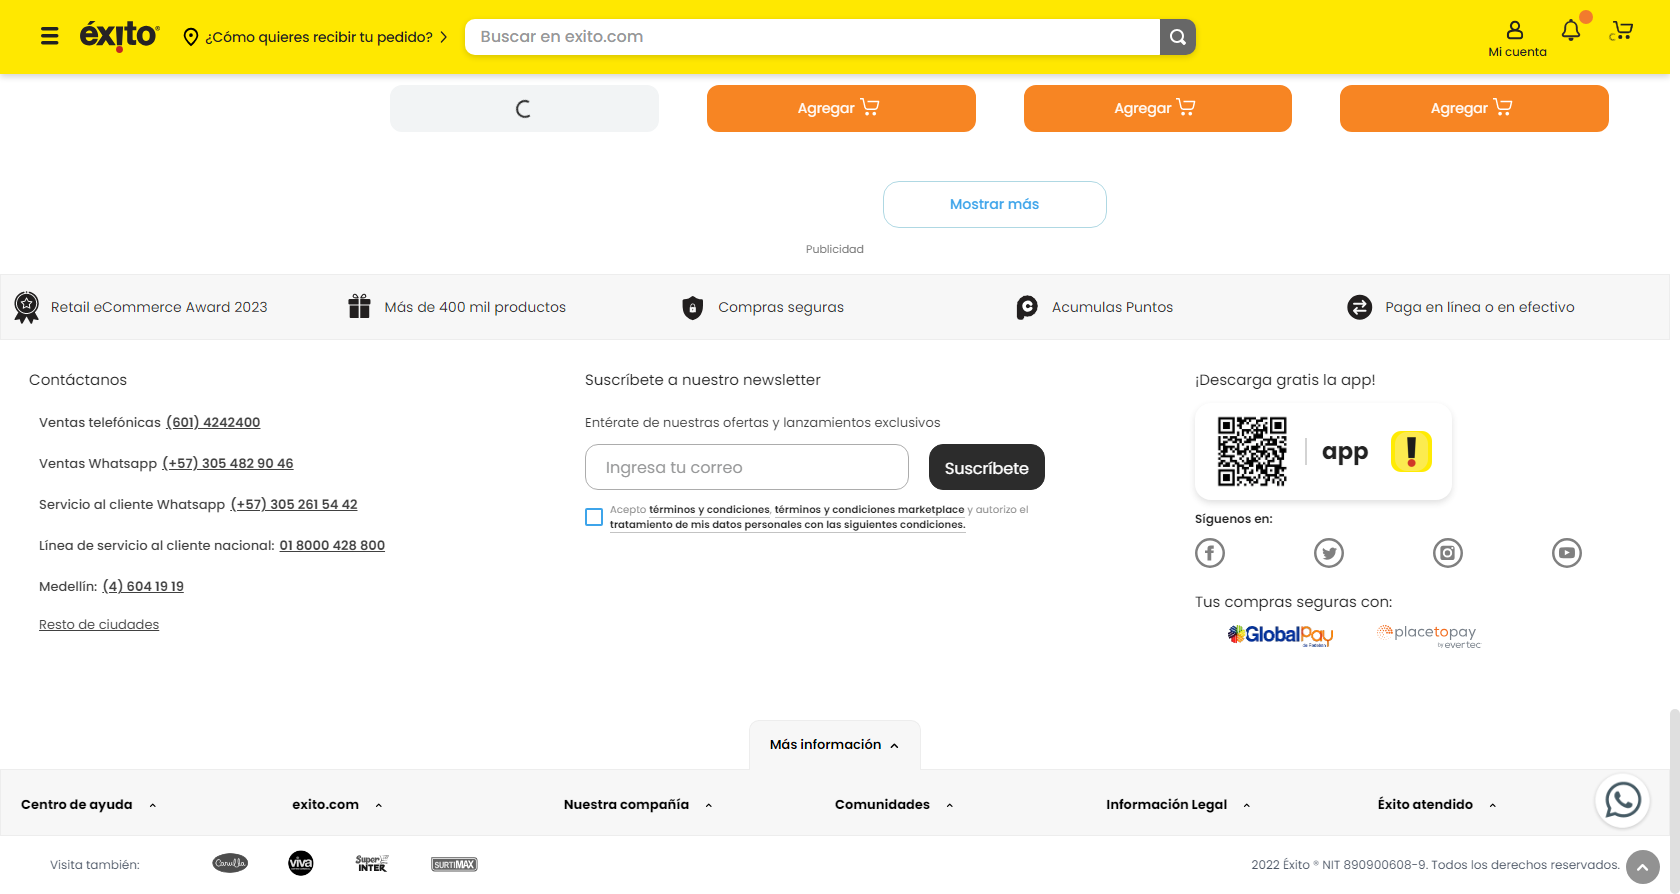 éxito
¿Cómo quieres recibir tu pedido?
Buscar en exito.com
Mi cuenta
Agregar
Agregar
Agregar
Mostrar más
Publicidad
Retail eCommerce Award 2023
Más de 400 mil productos
Compras seguras
Acumulas Puntos
Paga en línea o en efectivo
Contáctanos
Ventas telefónicas (601) 4242400
Ventas Whatsapp (+57) 305 482 90 46
Servicio al cliente Whatsapp (+57) 305 261 54 42
Línea de servicio al cliente nacional: 01 8000 428 800
Medellín: (4) 604 19 19
Resto de ciudades
Suscríbete a nuestro newsletter
Entérate de nuestras ofertas y lanzamientos exclusivos
Ingresa tu correo
Suscríbete
Acepto términos y condiciones, términos y condiciones marketplace y autorizo el
tratamiento de mis datos personales con las siguientes condiciones.
¡Descarga gratis la app!
app
Síguenos en:
Tus compras seguras con:
GlobalPay
placetopay
by evertec
Más información
Centro de ayuda
exito.com
Nuestra compañía
Comunidades
Información Legal
Éxito atendido
Visita también:
Carulla
viva
Super INTER
SURTIMAX
2022 Éxito ® NIT 890900608-9. Todos los derechos reservados.